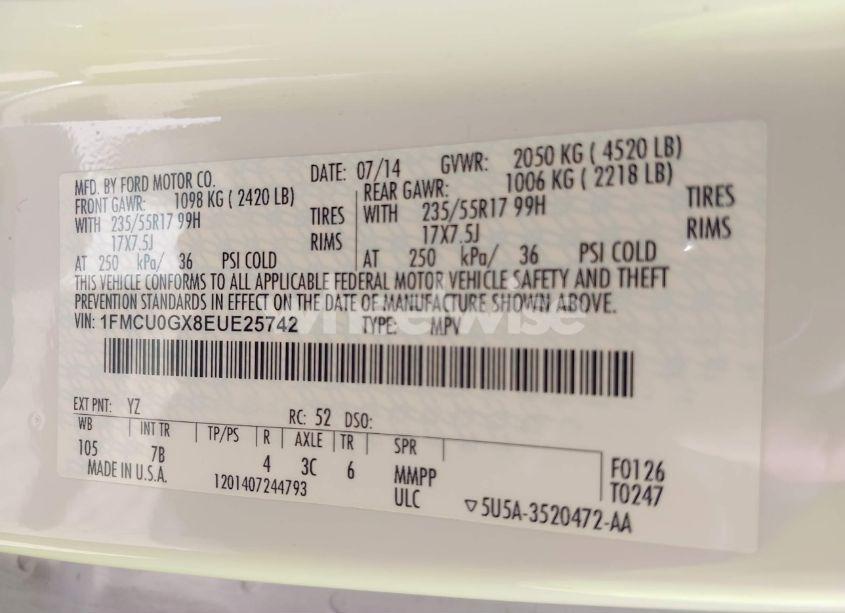 MFD. BY FORD MOTOR CO. DATE: 07/14 GVWR: 2050 KG ( 4520 LB)
FRONT GAWR: 1098 KG ( 2420 LB) REAR GAWR: 1006 KG ( 2218 LB)
WITH 235/55R17 99H TIRES WITH 235/55R17 99H TIRES
17X7.5J RIMS 17X7.5J RIMS
AT 250 kPa/ 36 PSI COLD AT 250 kPa/ 36 PSI COLD
THIS VEHICLE CONFORMS TO ALL APPLICABLE FEDERAL MOTOR VEHICLE SAFETY AND THEFT
PREVENTION STANDARDS IN EFFECT ON THE DATE OF MANUFACTURE SHOWN ABOVE.
VIN: 1FMCU0GX8EUE25742 TYPE: MPV
EXT PNT: YZ RC: 52 DSO:
WB INT TR TP/PS R AXLE TR SPR
105 7B 4 3C 6 MMPP F0126
MADE IN U.S.A. 1201407244793 ULC T0247
▽5U5A-3520472-AA